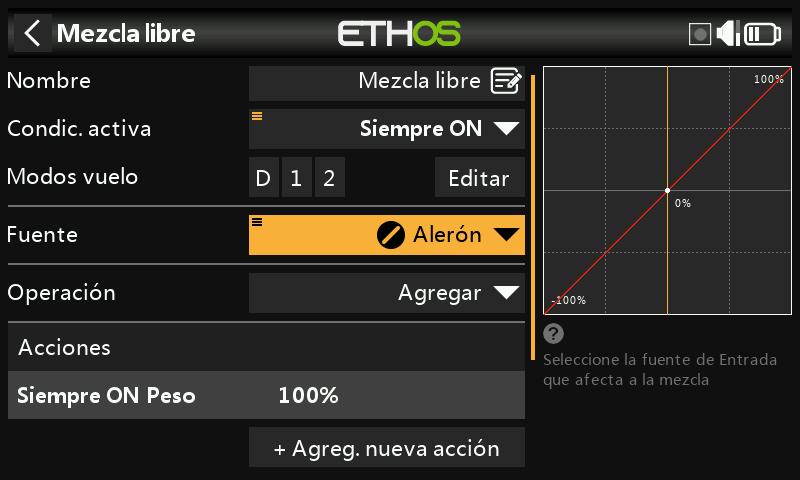 Mezcla libre
ETHOS
Nombre
Mezcla libre
Condic. activa
Siempre ON
Modos vuelo
D 1 2
Editar
Fuente
Alerón
Operación
Agregar
Acciones
Siempre ON Peso 100%
+ Agreg. nueva acción
100%
0%
-100%
?
Seleccione la fuente de Entrada
que afecta a la mezcla